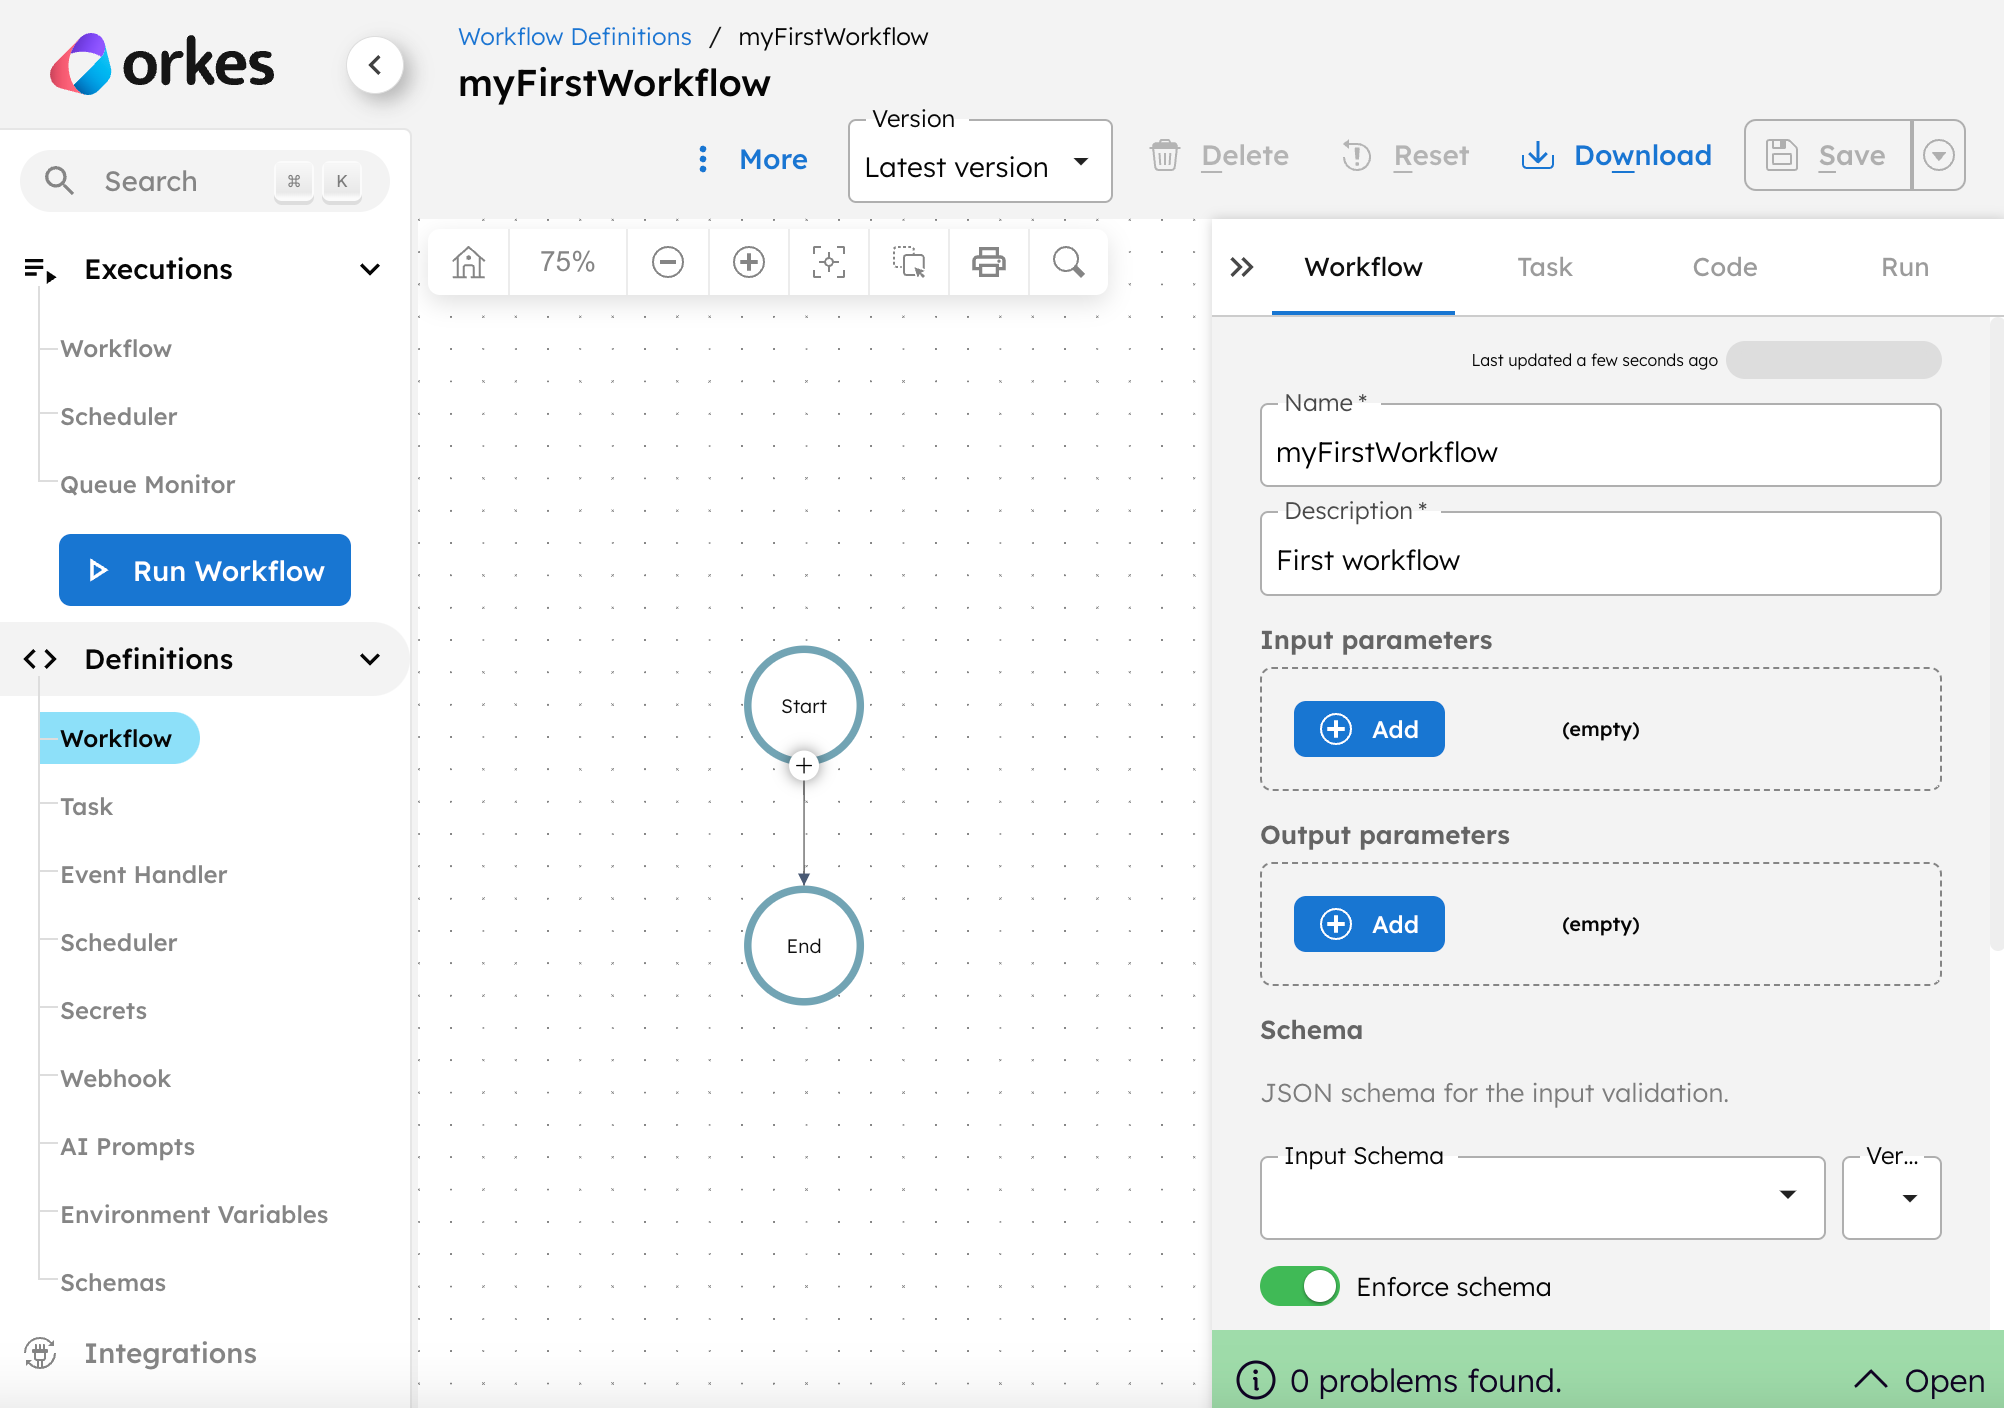 orkes
Workflow Definitions / myFirstWorkflow
myFirstWorkflow
More
Version
Latest version
Delete
Reset
Download
Save
Search
⌘ K
Executions
Workflow
Scheduler
Queue Monitor
Run Workflow
Definitions
Workflow
Task
Event Handler
Scheduler
Secrets
Webhook
AI Prompts
Environment Variables
Schemas
Integrations
75%
Start
End
Workflow
Task
Code
Run
Last updated a few seconds ago
Name *
myFirstWorkflow
Description *
First workflow
Input parameters
Add
(empty)
Output parameters
Add
(empty)
Schema
JSON schema for the input validation.
Input Schema
Ver...
Enforce schema
0 problems found.
Open